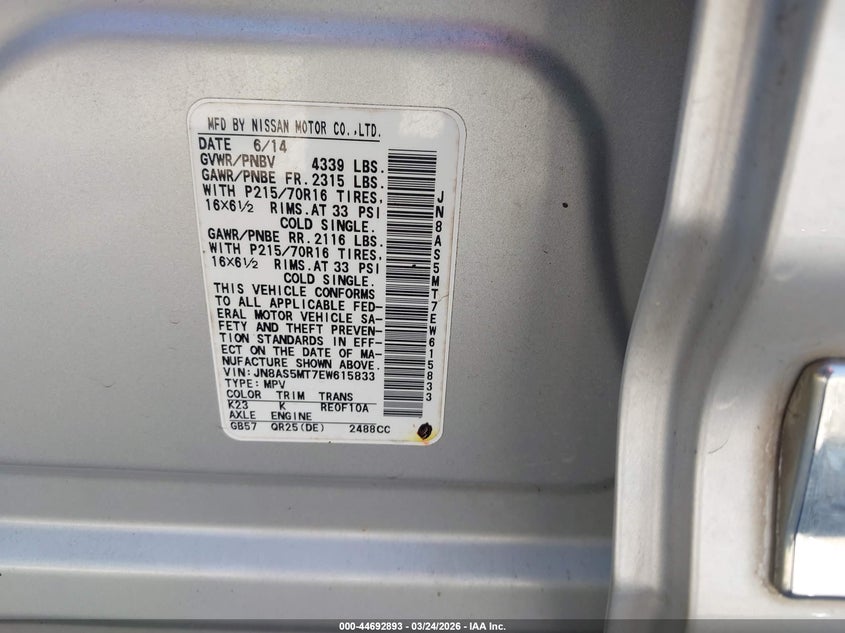 MFD BY NISSAN MOTOR CO.,LTD.
DATE 6/14
GVWR/PNBV 4339 LBS.
GAWR/PNBE FR. 2315 LBS.
WITH P215/70R16 TIRES,
16X6½ RIMS. AT 33 PSI
COLD SINGLE.
GAWR/PNBE RR. 2116 LBS.
WITH P215/70R16 TIRES,
16X6½ RIMS. AT 33 PSI
COLD SINGLE.
THIS VEHICLE CONFORMS
TO ALL APPLICABLE FED-
ERAL MOTOR VEHICLE SA-
FETY AND THEFT PREVEN-
TION STANDARDS IN EFF-
ECT ON THE DATE OF MA-
NUFACTURE SHOWN ABOVE.
VIN: JN8AS5MT7EW615833
TYPE: MPV
COLOR TRIM TRANS
K23 K RE0F10A
AXLE ENGINE
GB57 QR25(DE) 2488CC
JN8AS5MT7EW615833
000-44692893 - 03/24/2026 - IAA Inc.